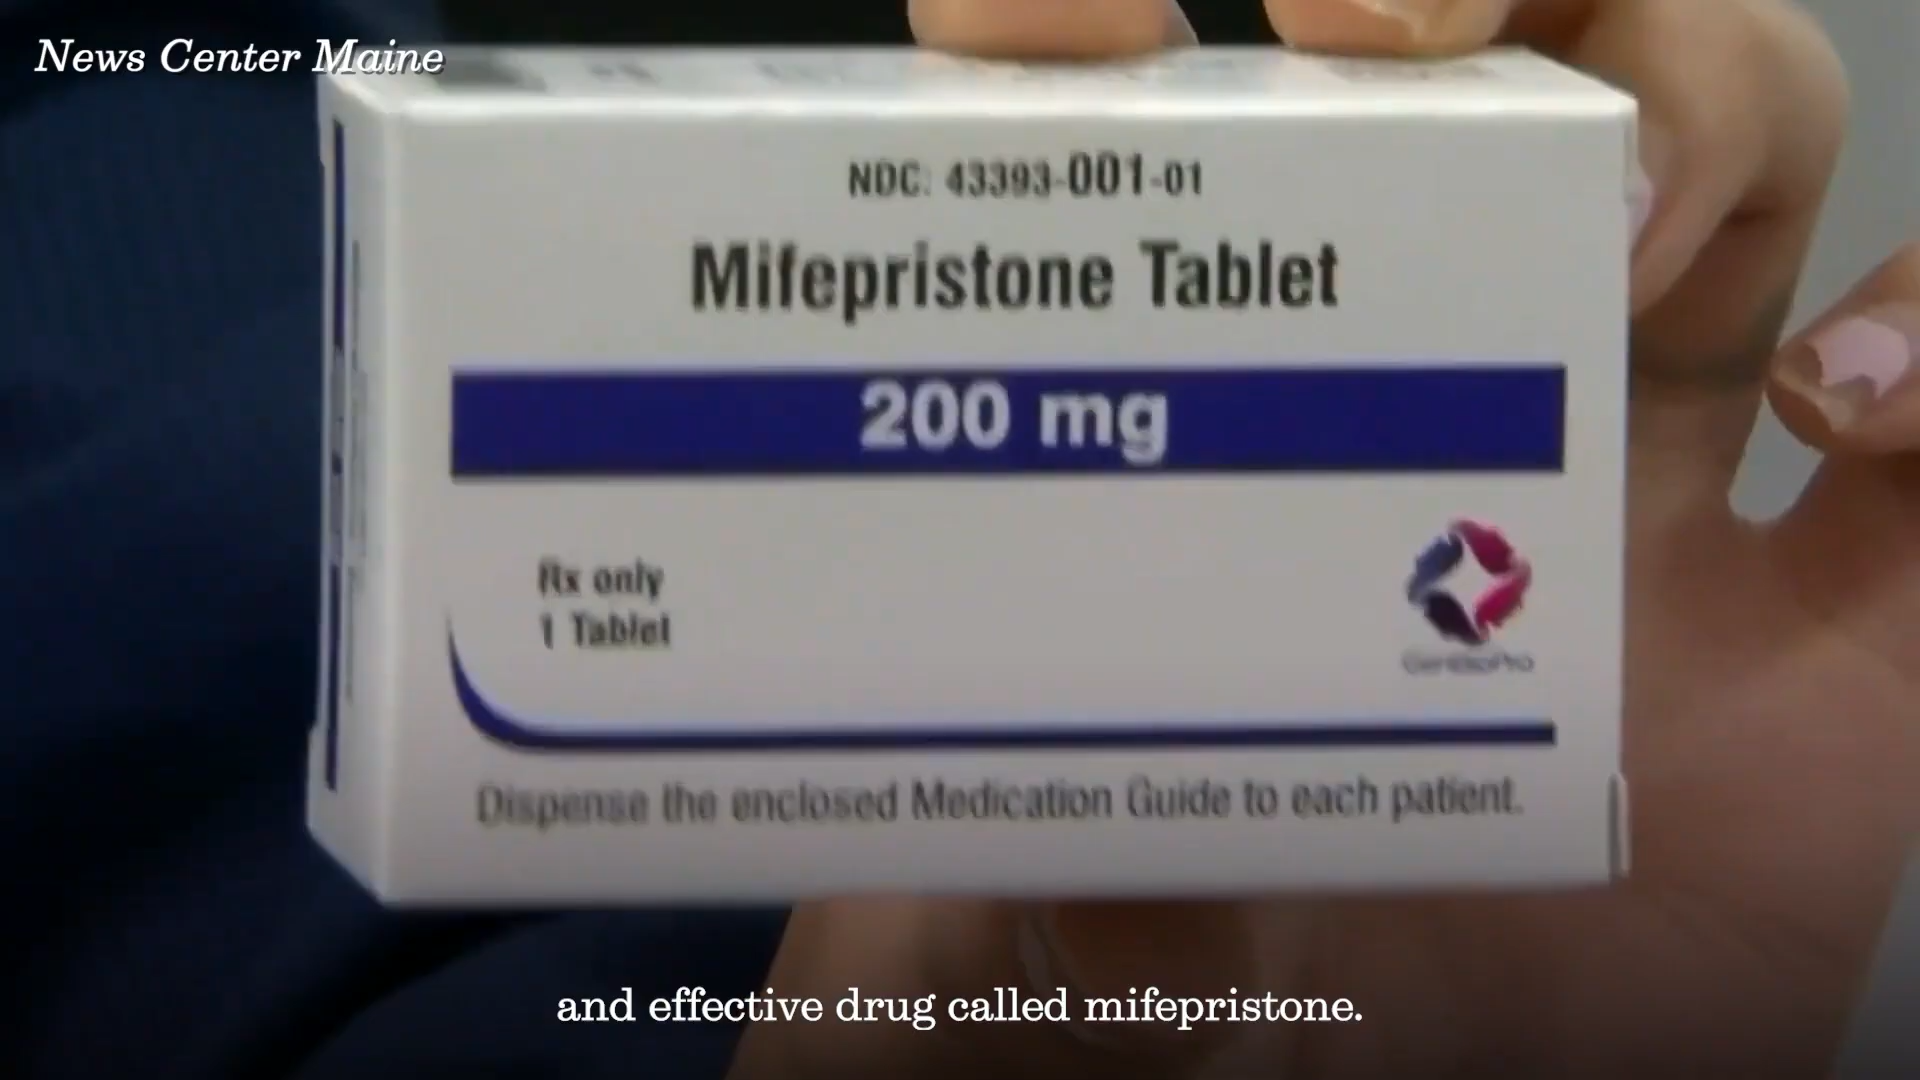 News Center Maine
NDC: 43393-001-01
Mifepristone Tablet
200 mg
Rx only
1 Tablet
GenBioPro
Dispense the enclosed Medication Guide to each patient.
and effective drug called mifepristone.